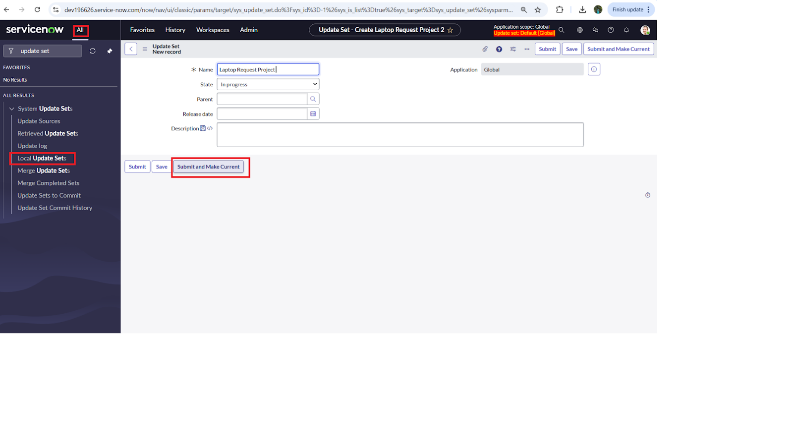 dev196626.service-now.com/now/nav/ui/classic/params/target/sys_update_set.do%3Fsys_id%3D-1%26sys_is_list%3Dtrue%26sys_target%3Dsys_update_set%26sysparm...
Finish update
servicenow
All
Favorites
History
Workspaces
Admin
Update Set - Create Laptop Request Project 2
Application scope: Global
Update set: Default [Global]
update set
FAVORITES
No Results
ALL RESULTS
System Update Sets
Update Sources
Retrieved Update Sets
Update log
Local Update Sets
Merge Update Sets
Merge Completed Sets
Update Sets to Commit
Update Set Commit History
Update Set
New record
Submit
Save
Submit and Make Current
Name
Laptop Request Project
Application
Global
State
In progress
Parent
Release date
Description
Submit
Save
Submit and Make Current